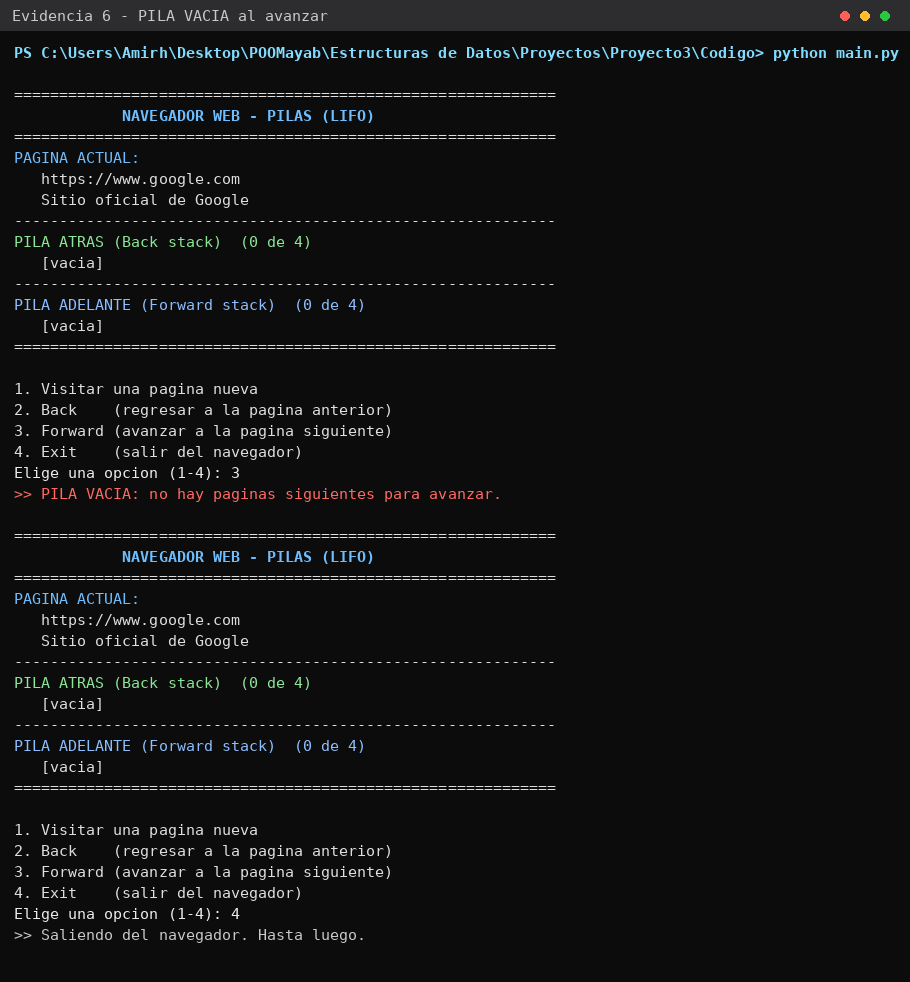 Evidencia 6 - PILA VACIA al avanzar
PS C:\Users\Amirh\Desktop\POOMayab\Estructuras de Datos\Proyectos\Proyecto3\Codigo> python main.py
============================================================
NAVEGADOR WEB - PILAS (LIFO)
============================================================
PAGINA ACTUAL:
   https://www.google.com
   Sitio oficial de Google
------------------------------------------------------------
PILA ATRAS (Back stack)  (0 de 4)
   [vacia]
------------------------------------------------------------
PILA ADELANTE (Forward stack)  (0 de 4)
   [vacia]
============================================================
1. Visitar una pagina nueva
2. Back    (regresar a la pagina anterior)
3. Forward (avanzar a la pagina siguiente)
4. Exit    (salir del navegador)
Elige una opcion (1-4): 3
>> PILA VACIA: no hay paginas siguientes para avanzar.
============================================================
NAVEGADOR WEB - PILAS (LIFO)
============================================================
PAGINA ACTUAL:
   https://www.google.com
   Sitio oficial de Google
------------------------------------------------------------
PILA ATRAS (Back stack)  (0 de 4)
   [vacia]
------------------------------------------------------------
PILA ADELANTE (Forward stack)  (0 de 4)
   [vacia]
============================================================
1. Visitar una pagina nueva
2. Back    (regresar a la pagina anterior)
3. Forward (avanzar a la pagina siguiente)
4. Exit    (salir del navegador)
Elige una opcion (1-4): 4
>> Saliendo del navegador. Hasta luego.